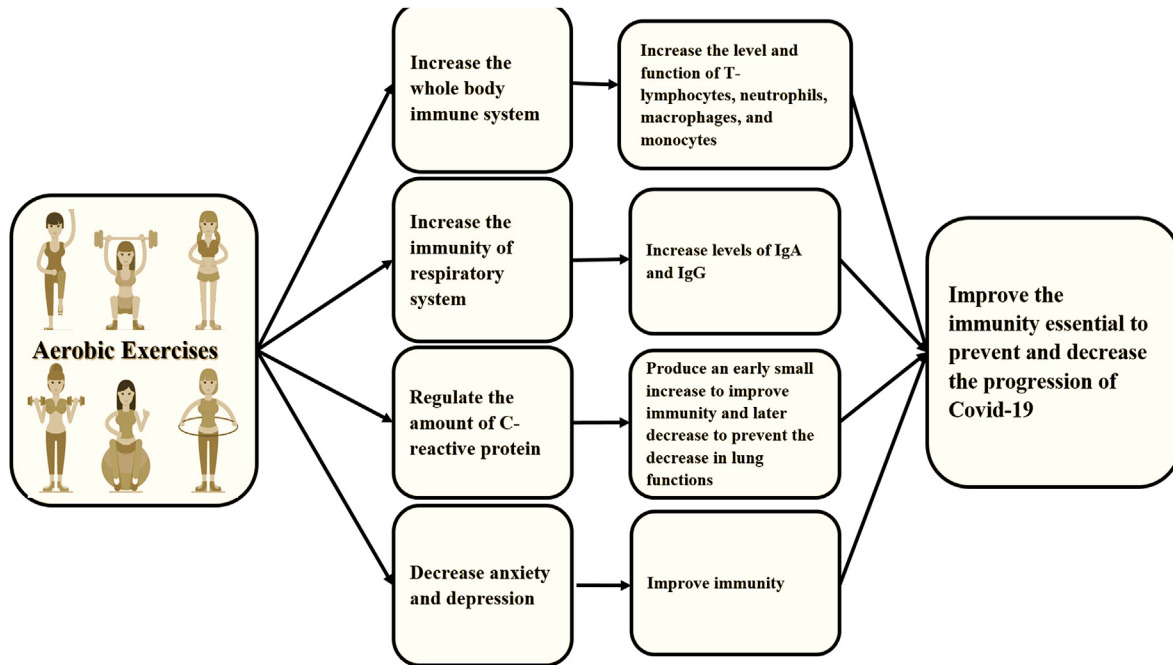 Aerobic Exercises
Increase the
whole body
immune system
Increase the level and
function of T-
lymphocytes, neutrophils,
macrophages, and
monocytes
Increase the
immunity of
respiratory
system
Increase levels of IgA
and IgG
Regulate the
amount of C-
reactive protein
Produce an early small
increase to improve
immunity and later
decrease to prevent the
decrease in lung
functions
Decrease anxiety
and depression
Improve immunity
Improve the
immunity essential to
prevent and decrease
the progression of
Covid-19